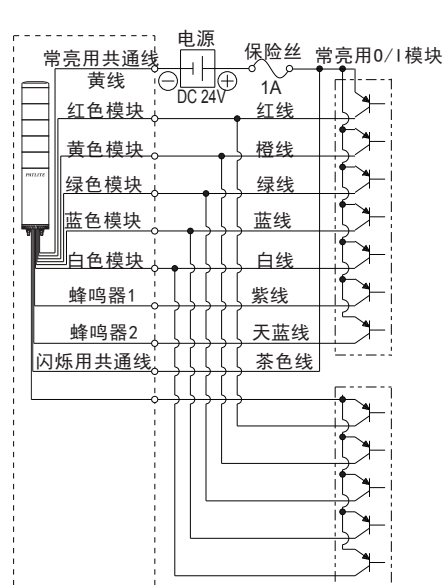 电源
常亮用共通线
保险丝
常亮用O/I模块
黄线
DC 24V
1A
红色模块
红线
黄色模块
橙线
PATLITE
绿色模块
绿线
蓝色模块
蓝线
白色模块
白线
蜂鸣器1
紫线
蜂鸣器2
天蓝线
闪烁用共通线
茶色线